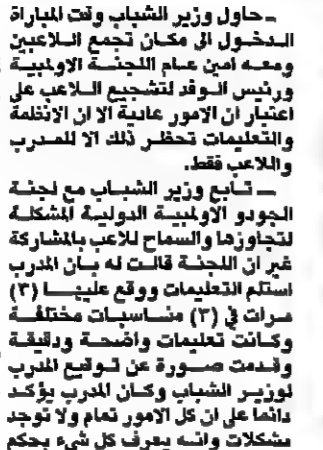 ـ حاول وزير الشباب وقت المباراة
الدخول الى مكان تجمع اللاعبين
ومعه امين عام اللجنة الاولمبية
ورئيس الوفد لتشجيع اللاعب على
اعتبار ان الامور عادية الا ان الانظمة
والتعليمات تحظر ذلك الا للمدرب
واللاعب فقط.
ـ تابع وزير الشباب مع لجنة
الجودو الاولمبية الدولية المشكلة
لتجاوزها والسماح للاعب بالمشاركة
غير ان اللجنة قالت له بان المدرب
استلم التعليمات ووقع عليها (٣)
مرات في (٣) مناسبات مختلفة
وكانت تعليمات واضحة ودقيقة
وقدمت صورة عن توقيع المدرب
لوزير الشباب وكان المدرب يؤكد
دائما على ان كل الامور تمام ولا توجد
مشكلات وانه يعرف كل شيء بحكم